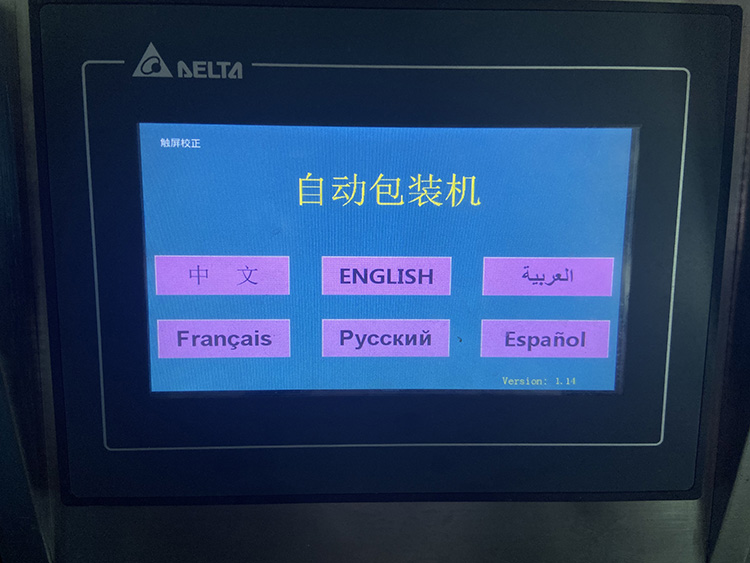 DELTA
触屏校正
自动包装机
中 文
ENGLISH
العربية
Français
Русский
Español
Version: 1.14